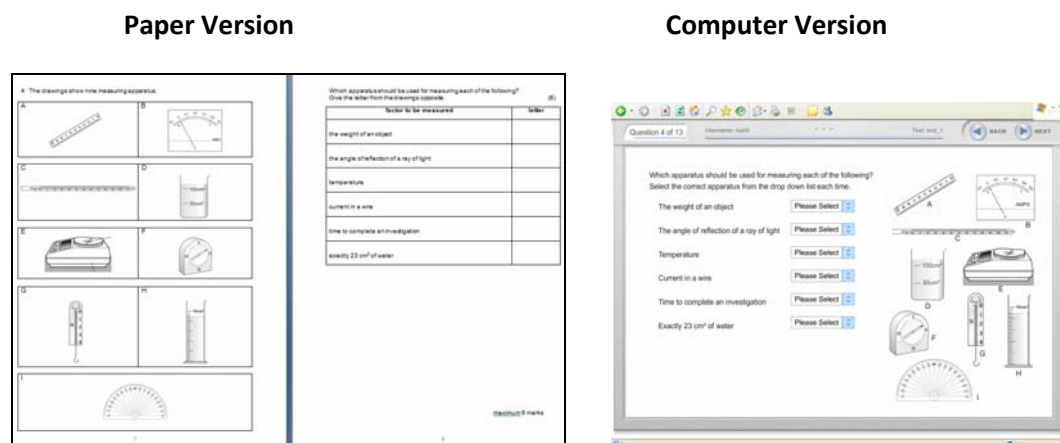 Paper Version
Computer Version
4 The drawings show nine measuring apparatus.
A
B
C
D
E
F
G
H
I
Which apparatus should be used for measuring each of the following?
Give the letter from the drawings opposite.
(6)
factor to be measured letter
the weight of an object
the angle of reflection of a ray of light
temperature
current in a wire
time to complete an investigation
exactly 23 cm³ of water
maximum 6 marks
Question 4 of 13
BACK
NEXT
Which apparatus should be used for measuring each of the following?
Select the correct apparatus from the drop down list each time.
The weight of an object Please Select
The angle of reflection of a ray of light Please Select
Temperature Please Select
Current in a wire Please Select
Time to complete an investigation Please Select
Exactly 23 cm³ of water Please Select
A
AMPS
B
C
100cm³
50cm³
D
E
F
G
H
I